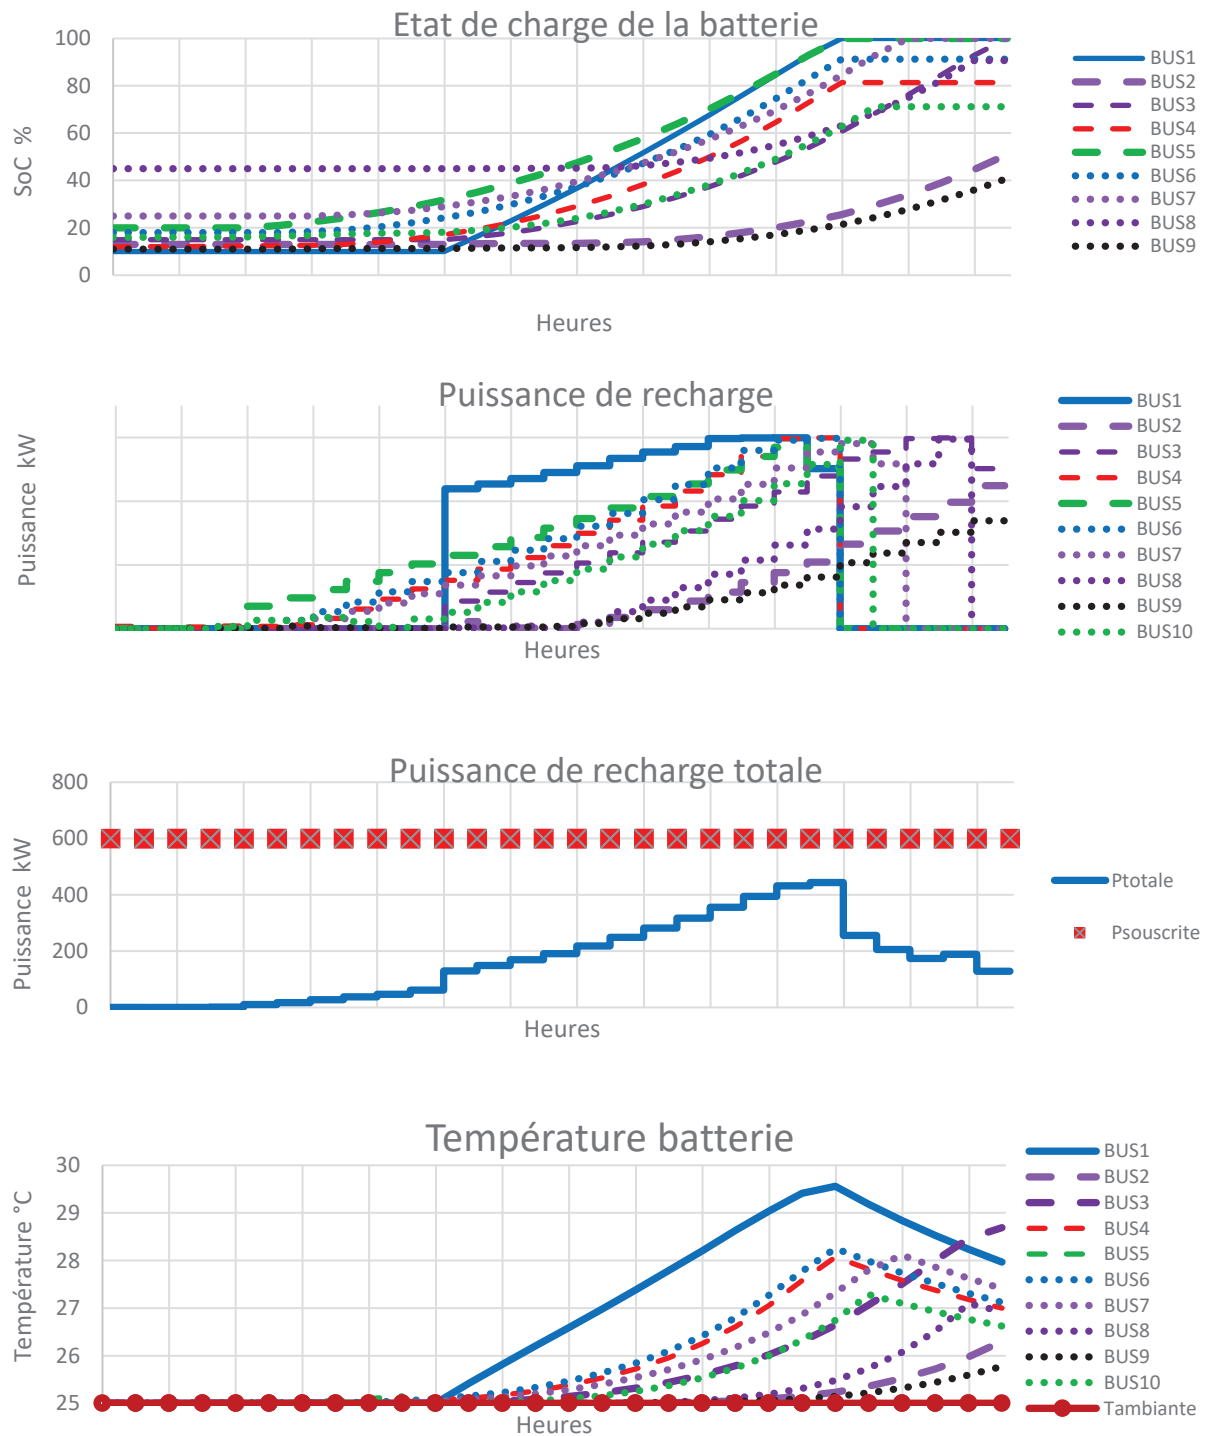 Etat de charge de la batterie
100
80
60
40
20
0
SoC %
Heures
BUS1
BUS2
BUS3
BUS4
BUS5
BUS6
BUS7
BUS8
BUS9
Puissance de recharge
Puissance kW
Heures
BUS1
BUS2
BUS3
BUS4
BUS5
BUS6
BUS7
BUS8
BUS9
BUS10
Puissance de recharge totale
800
600
400
200
0
Puissance kW
Heures
Ptotale
Psouscrite
Température batterie
30
29
28
27
26
25
Température °C
Heures
BUS1
BUS2
BUS3
BUS4
BUS5
BUS6
BUS7
BUS8
BUS9
BUS10
Tambiante